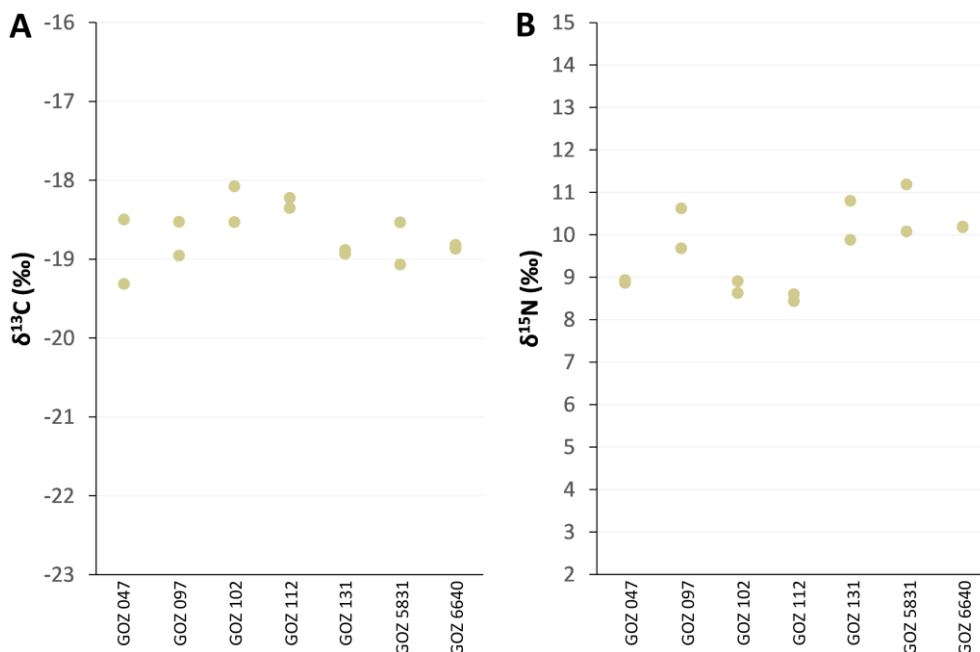 A
δ¹³C (‰)
-16
-17
-18
-19
-20
-21
-22
-23
GOZ 047
GOZ 097
GOZ 102
GOZ 112
GOZ 131
GOZ 5831
GOZ 6640
B
δ¹⁵N (‰)
15
14
13
12
11
10
9
8
7
6
5
4
3
2
GOZ 047
GOZ 097
GOZ 102
GOZ 112
GOZ 131
GOZ 5831
GOZ 6640